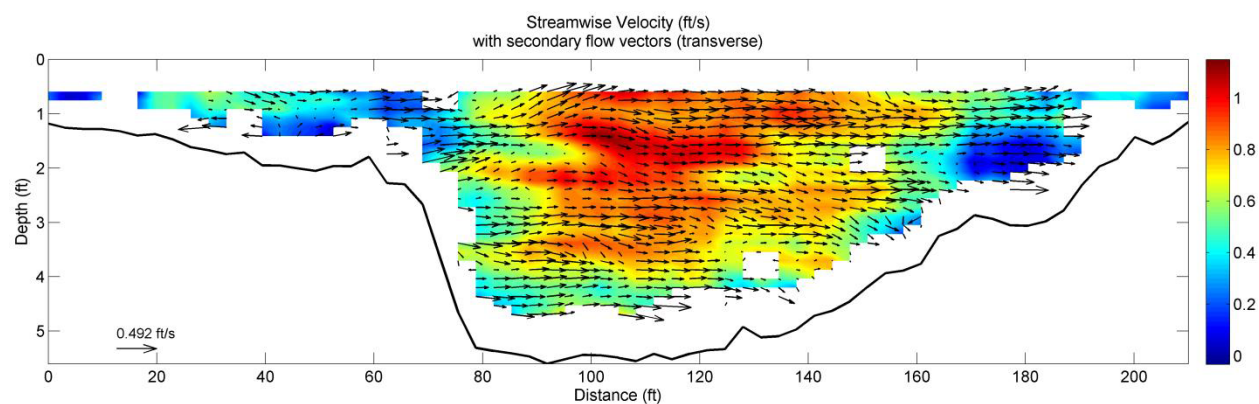 Streamwise Velocity (ft/s)
with secondary flow vectors (transverse)
0
1
2
3
4
5
Depth (ft)
0.492 ft/s
0 20 40 60 80 100 120 140 160 180 200
Distance (ft)
1
0.8
0.6
0.4
0.2
0